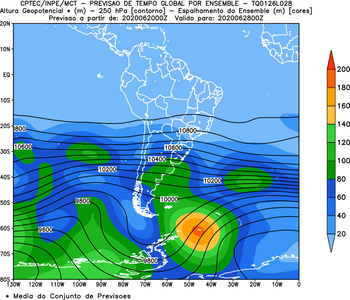 CPTEC/INPE/MCT - PREVISAO DE TEMPO GLOBAL POR ENSEMBLE - TQ0126L028
Altura Geopotencial * (m) - 250 hPa [contorno] - Espalhamento do Ensemble (m) [cores]
Previsao a partir de: 2020062000Z Valido para: 2020062800Z
20N
10N
EQ
10S
20S
30S
40S
50S
60S
70S
80S
130W 120W 110W 100W 90W 80W 70W 60W 50W 40W 30W 20W 10W 0
10800
10600
10400
10200
10200
10000
9800
9600
9800
200
180
160
140
120
100
80
60
40
20
* Media do Conjunto de Previsoes